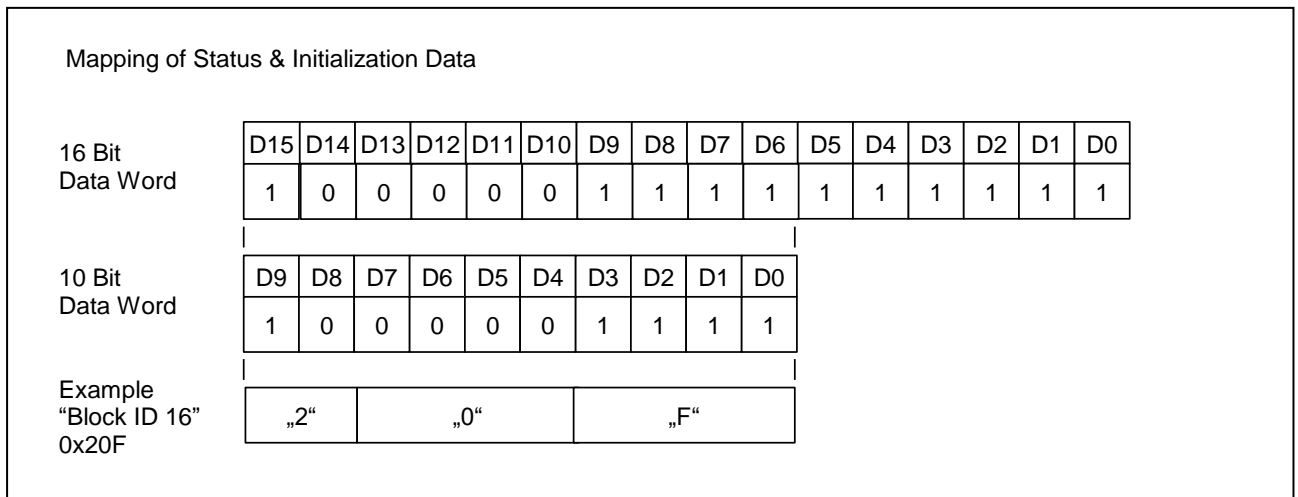 Mapping of Status & Initialization Data
16 Bit
Data Word
D15 D14 D13 D12 D11 D10 D9 D8 D7 D6 D5 D4 D3 D2 D1 D0
1 0 0 0 0 0 1 1 1 1 1 1 1 1 1 1
10 Bit
Data Word
D9 D8 D7 D6 D5 D4 D3 D2 D1 D0
1 0 0 0 0 0 1 1 1 1
Example
“Block ID 16”
0x20F
„2“ „0“ „F“